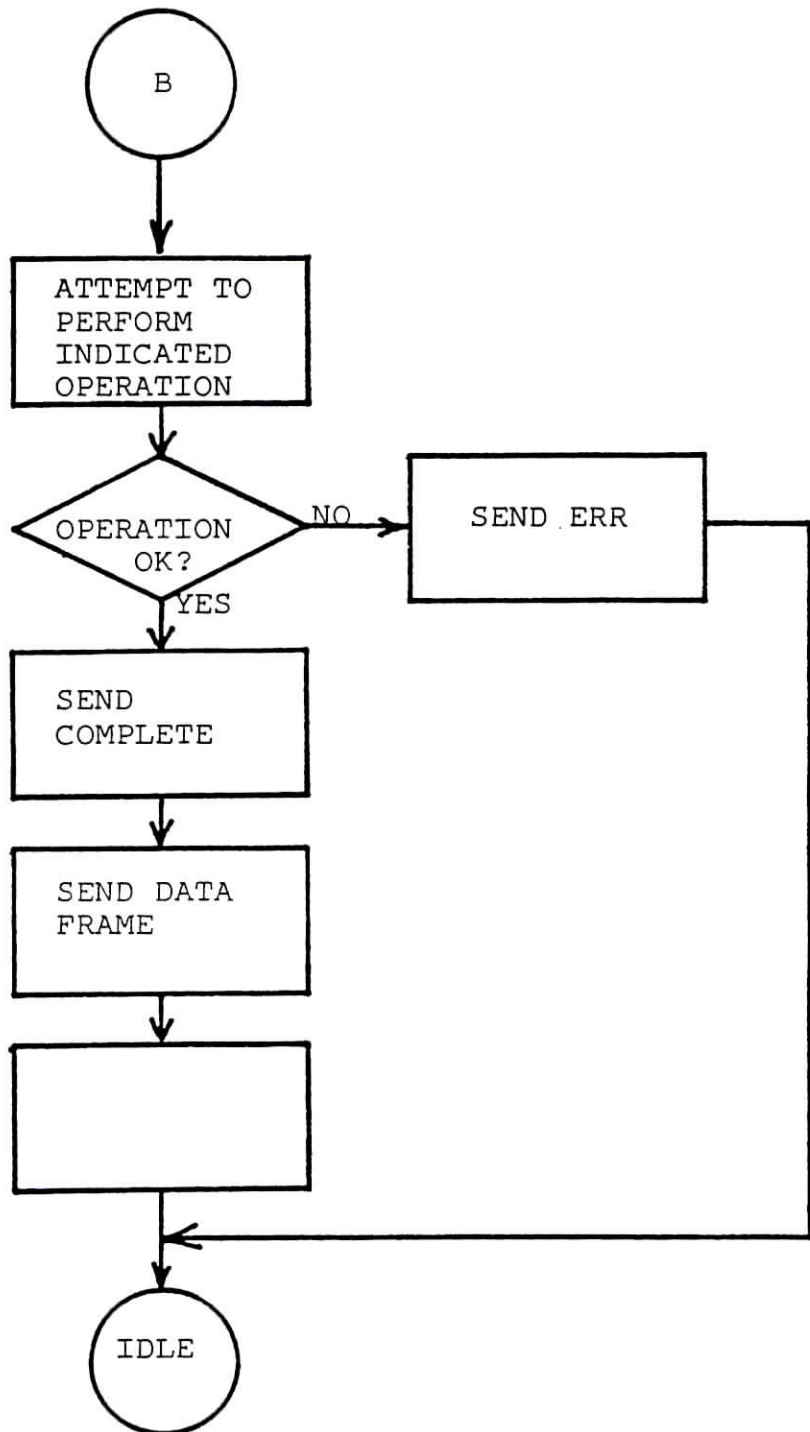 B
ATTEMPT TO
PERFORM
INDICATED
OPERATION
OPERATION
OK?
NO
SEND ERR
YES
SEND
COMPLETE
SEND DATA
FRAME
IDLE